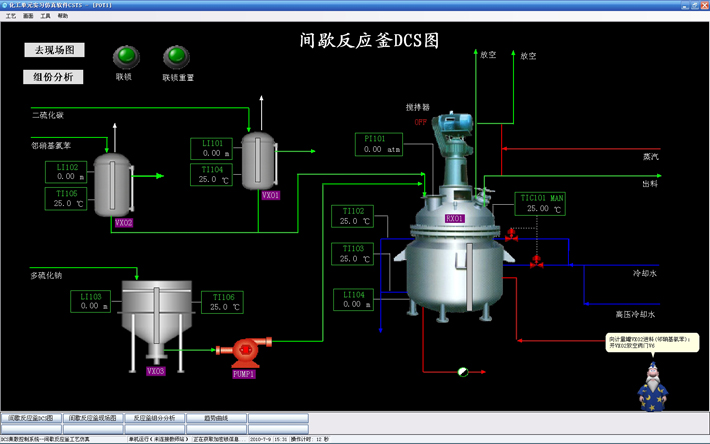 化工单元实习仿真软件CSTS - [PDTI]
工艺 画面 工具 帮助
间歇反应釜DCS图
去现场图
组份分析
联锁
联锁重置
放空
放空
搅拌器
OFF
二硫化碳
邻硝基氯苯
LI101
0.00 m
TI104
25.0 ℃
VX01
LI102
0.00 m
TI105
25.0 ℃
VX02
PI101
0.00 atm
蒸汽
出料
TIC101 MAN
25.00 ℃
RX01
TI102
25.0 ℃
TI103
25.0 ℃
LI104
0.00 m
冷却水
高压冷却水
多硫化钠
LI103
0.00 m
TI106
25.0 ℃
VX03
PUMP1
向计量罐VX02进料(邻硝基氯苯);
开VX02放空阀门V6
间歇反应釜DCS图 间歇反应釜现场图 反应釜组分分析 趋势曲线
DCS集散控制系统--间歇反应釜工艺仿真 单机运行(未连接教师站) 正在获取加密锁信息... 2010-7-9 15:31 操作计时: 12 秒